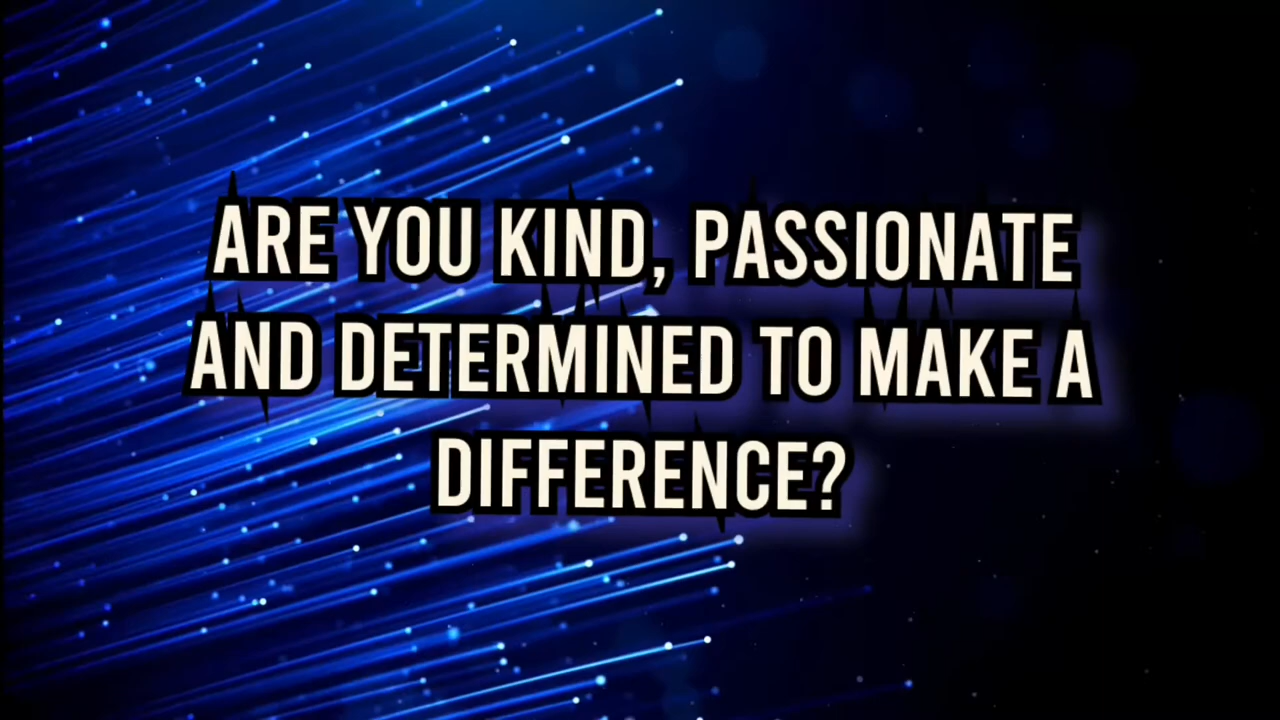 ARE YOU KIND, PASSIONATE
AND DETERMINED TO MAKE A
DIFFERENCE?